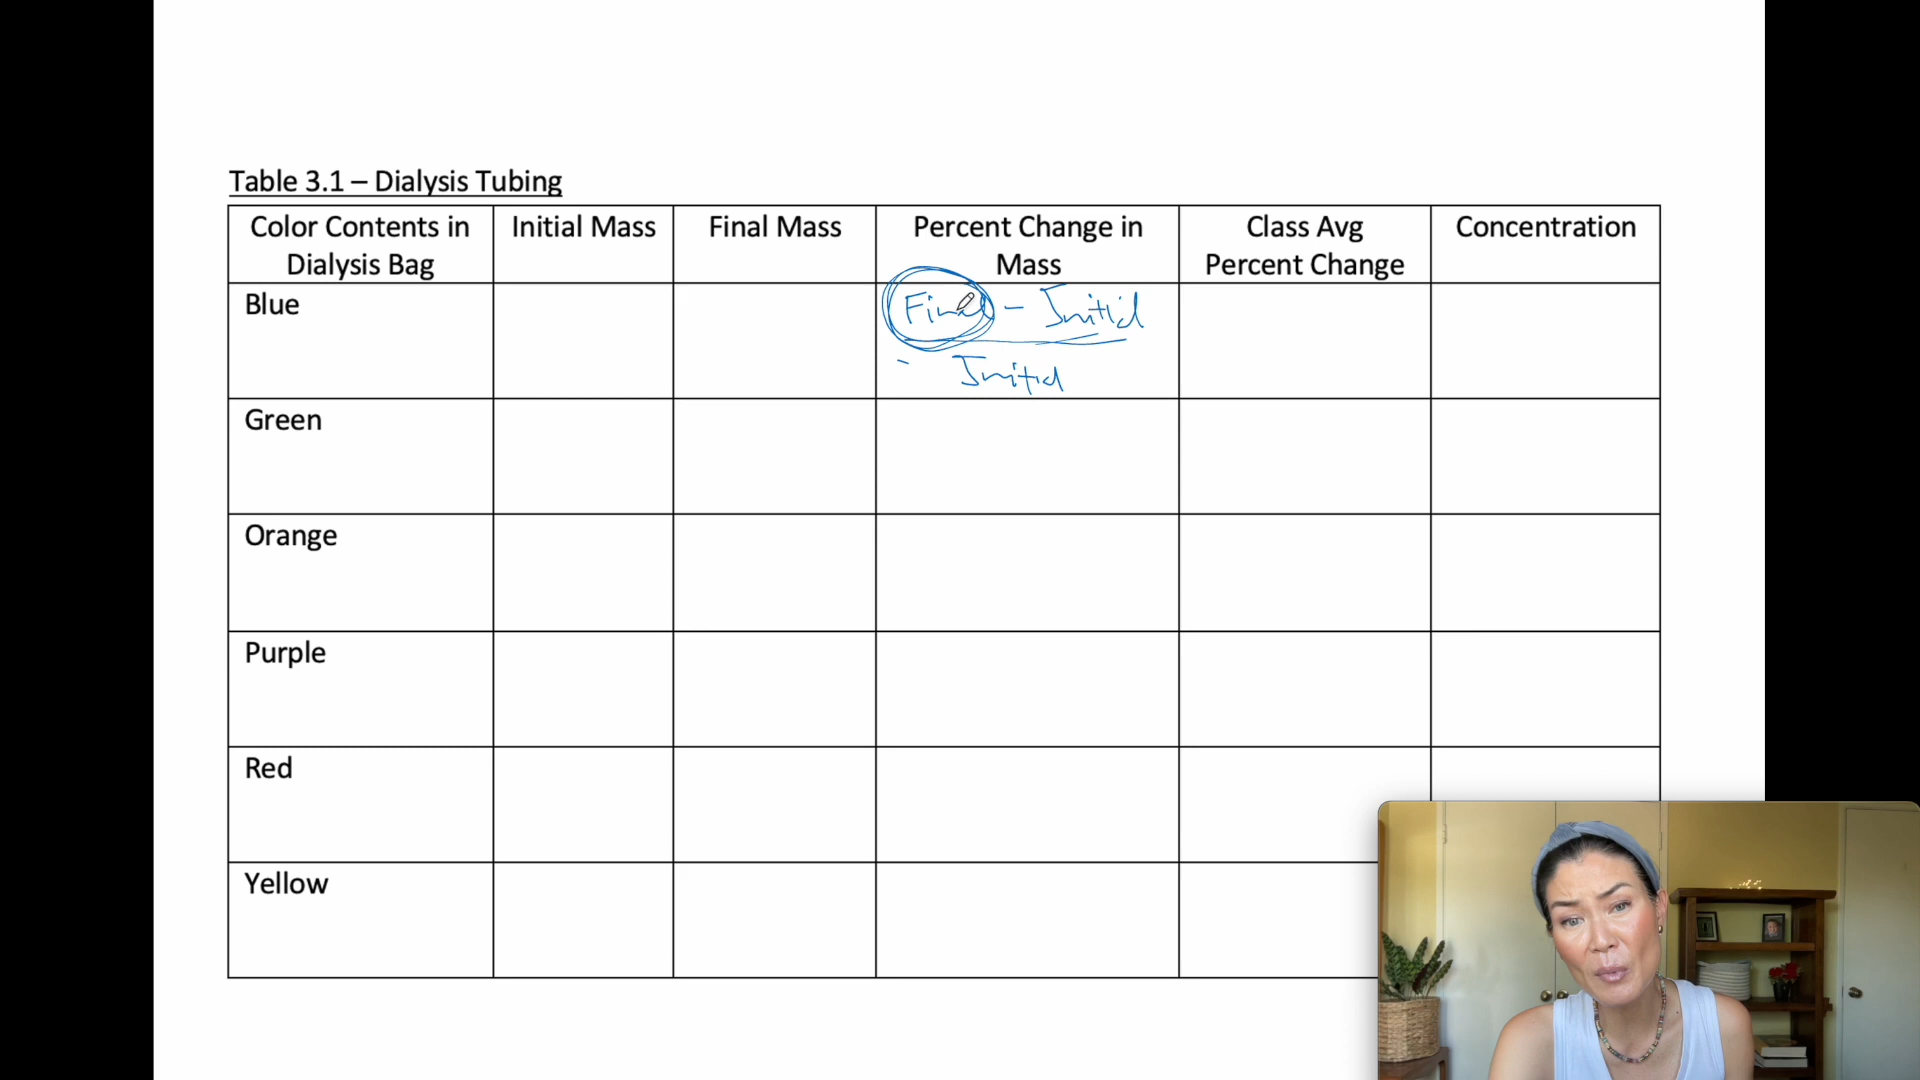 Table 3.1 – Dialysis Tubing
Color Contents in Dialysis Bag
Initial Mass
Final Mass
Percent Change in Mass
Class Avg Percent Change
Concentration
Blue
Final - Initial
Initial
Green
Orange
Purple
Red
Yellow